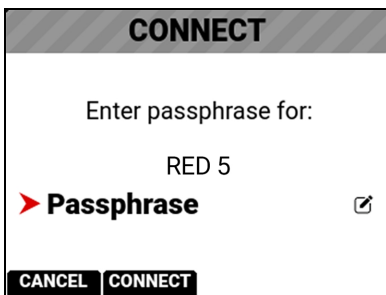 CONNECT
Enter passphrase for:
RED 5
Passphrase
CANCEL CONNECT